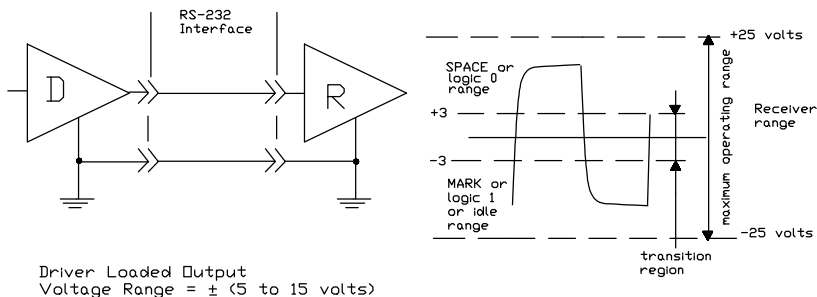 RS-232
Interface
D
R
Driver Loaded Output
Voltage Range = ± (5 to 15 volts)
+25 volts
SPACE or
logic 0
range
+3
-3
MARK or
logic 1
or idle
range
maximum operating range
Receiver
range
-25 volts
transition
region